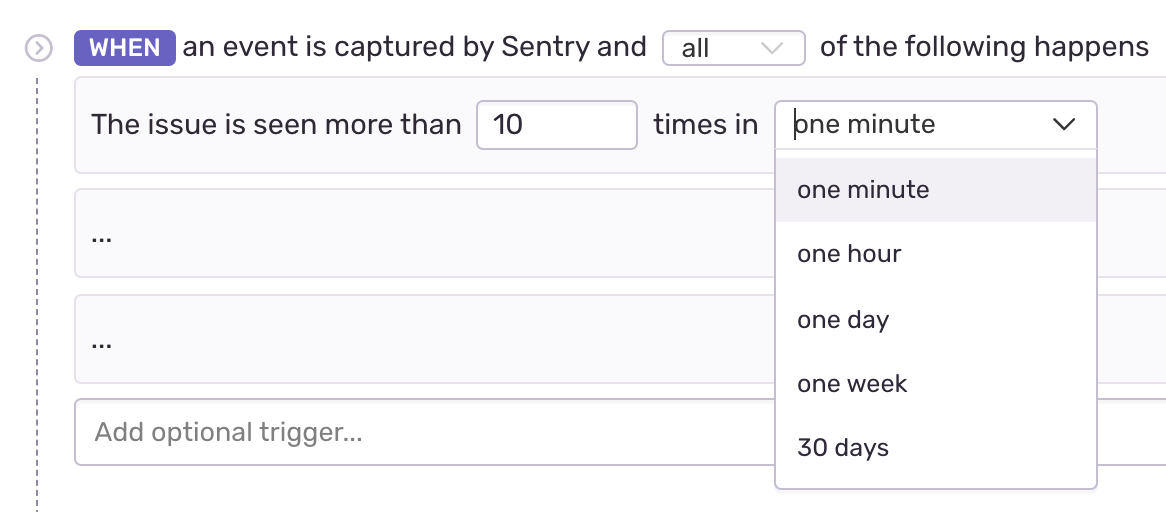 WHEN an event is captured by Sentry and all of the following happens
The issue is seen more than 10 times in one minute
one minute
...
one hour
one day
...
one week
Add optional trigger...
30 days